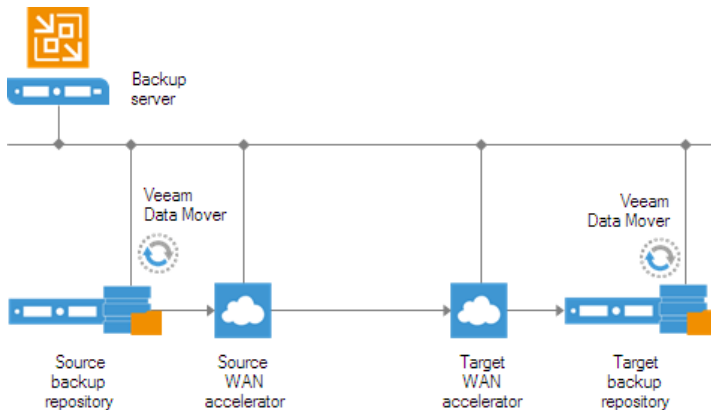 Backup
server
Veeam
Data Mover
Veeam
Data Mover
Source
backup
repository
Source
WAN
accelerator
Target
WAN
accelerator
Target
backup
repository